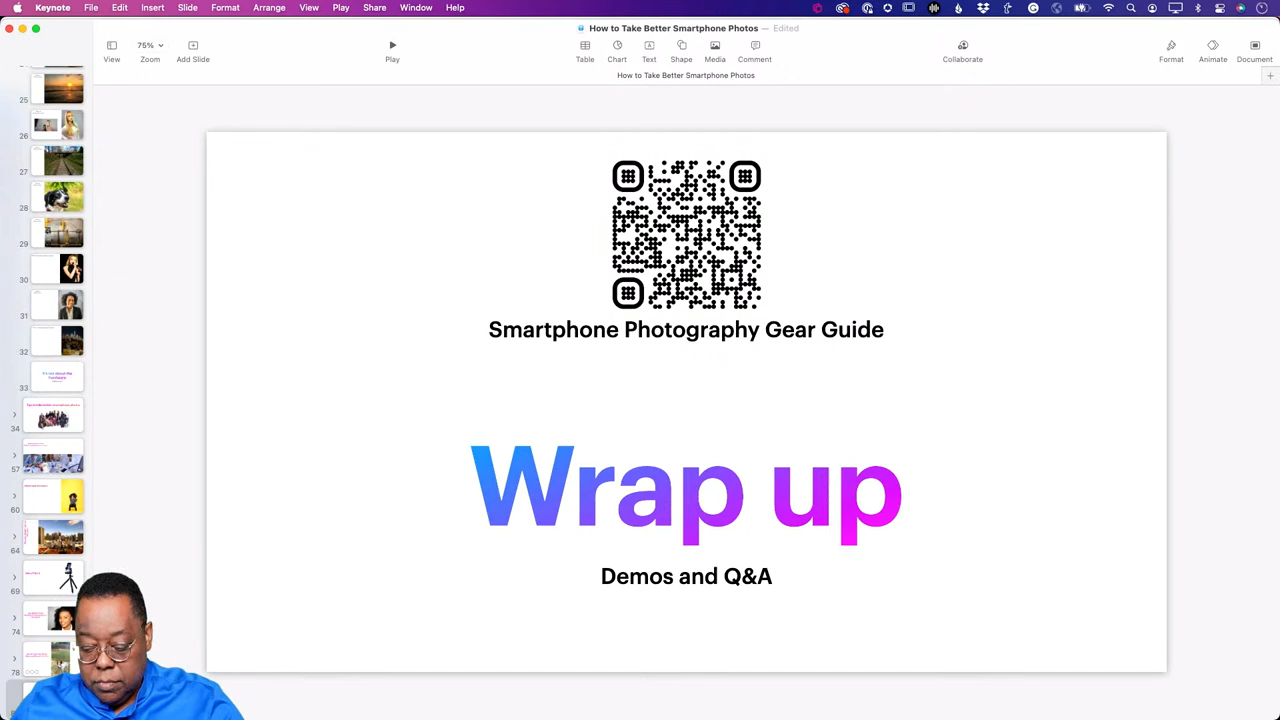 Keynote File Edit Insert Slide Format Arrange View Play Share Window Help
How to Take Better Smartphone Photos — Edited
75%
View Zoom Add Slide Play Table Chart Text Shape Media Comment Collaborate Format Animate Document
How to Take Better Smartphone Photos
25
26
27
29
30
32
33
34
57
60
64
69
74
Smartphone Photography Gear Guide
Wrap up
Demos and Q&A